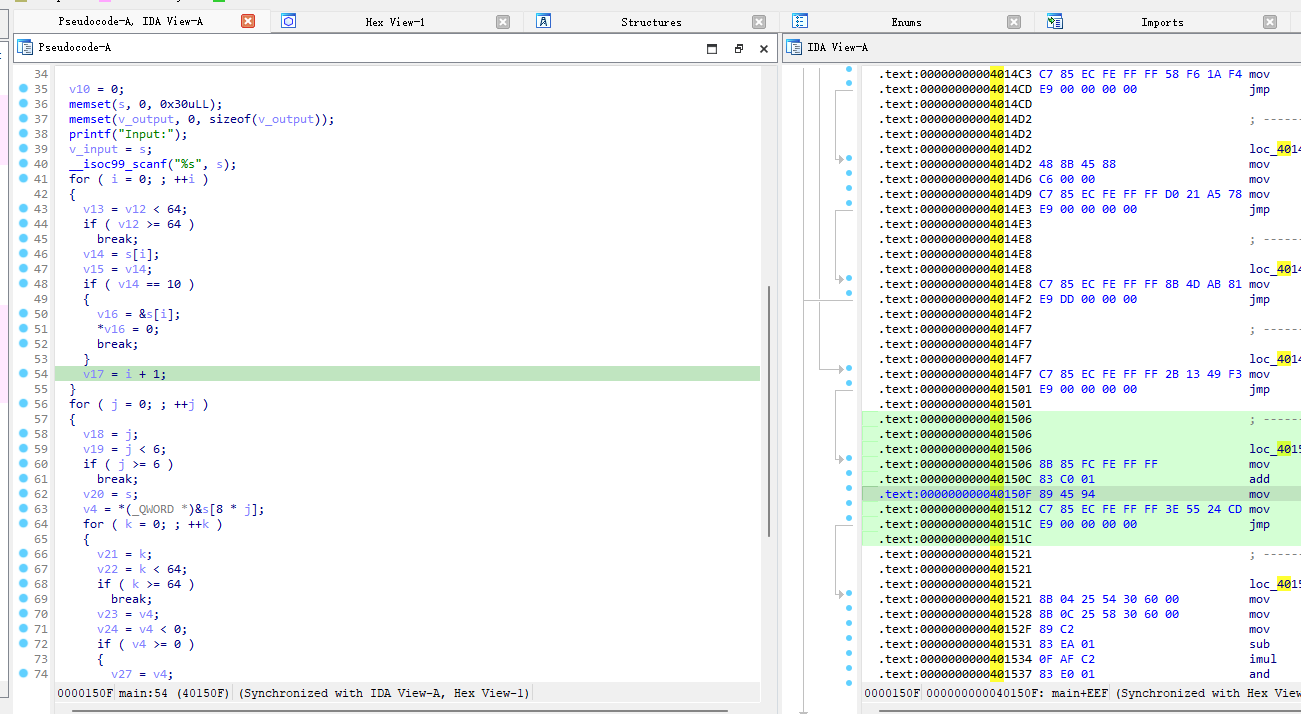 Pseudocode-A, IDA View-A
Hex View-1
Structures
Enums
Imports
Pseudocode-A
34
35 v10 = 0;
36 memset(s, 0, 0x30uLL);
37 memset(v_output, 0, sizeof(v_output));
38 printf("Input:");
39 v_input = s;
40 __isoc99_scanf("%s", s);
41 for ( i = 0; ; ++i )
42 {
43 v13 = v12 < 64;
44 if ( v12 >= 64 )
45 break;
46 v14 = s[i];
47 v15 = v14;
48 if ( v14 == 10 )
49 {
50 v16 = &s[i];
51 *v16 = 0;
52 break;
53 }
54 v17 = i + 1;
55 }
56 for ( j = 0; ; ++j )
57 {
58 v18 = j;
59 v19 = j < 6;
60 if ( j >= 6 )
61 break;
62 v20 = s;
63 v4 = *(_QWORD *)&s[8 * j];
64 for ( k = 0; ; ++k )
65 {
66 v21 = k;
67 v22 = k < 64;
68 if ( k >= 64 )
69 break;
70 v23 = v4;
71 v24 = v4 < 0;
72 if ( v4 >= 0 )
73 {
74 v27 = v4;
0000150F main:54 (40150F) (Synchronized with IDA View-A, Hex View-1)
IDA View-A
.text:00000000004014C3 C7 85 EC FE FF FF 58 F6 1A F4 mov
.text:00000000004014CD E9 00 00 00 00 jmp
.text:00000000004014CD
.text:00000000004014D2 ; ------
.text:00000000004014D2
.text:00000000004014D2 loc_4014
.text:00000000004014D2 48 8B 45 88 mov
.text:00000000004014D6 C6 00 00 mov
.text:00000000004014D9 C7 85 EC FE FF FF D0 21 A5 78 mov
.text:00000000004014E3 E9 00 00 00 00 jmp
.text:00000000004014E3
.text:00000000004014E8 ; ------
.text:00000000004014E8
.text:00000000004014E8 loc_4014
.text:00000000004014E8 C7 85 EC FE FF FF 8B 4D AB 81 mov
.text:00000000004014F2 E9 DD 00 00 00 jmp
.text:00000000004014F2
.text:00000000004014F7 ; ------
.text:00000000004014F7
.text:00000000004014F7 loc_4014
.text:00000000004014F7 C7 85 EC FE FF FF 2B 13 49 F3 mov
.text:0000000000401501 E9 00 00 00 00 jmp
.text:0000000000401501
.text:0000000000401506 ; ------
.text:0000000000401506
.text:0000000000401506 loc_4015
.text:0000000000401506 8B 85 FC FE FF FF mov
.text:000000000040150C 83 C0 01 add
.text:000000000040150F 89 45 94 mov
.text:0000000000401512 C7 85 EC FE FF FF 3E 55 24 CD mov
.text:000000000040151C E9 00 00 00 00 jmp
.text:000000000040151C
.text:0000000000401521 ; ------
.text:0000000000401521
.text:0000000000401521 loc_4015
.text:0000000000401521 8B 04 25 54 30 60 00 mov
.text:0000000000401528 8B 0C 25 58 30 60 00 mov
.text:000000000040152F 89 C2 mov
.text:0000000000401531 83 EA 01 sub
.text:0000000000401534 0F AF C2 imul
.text:0000000000401537 83 E0 01 and
0000150F 000000000040150F: main+EEF (Synchronized with Hex View